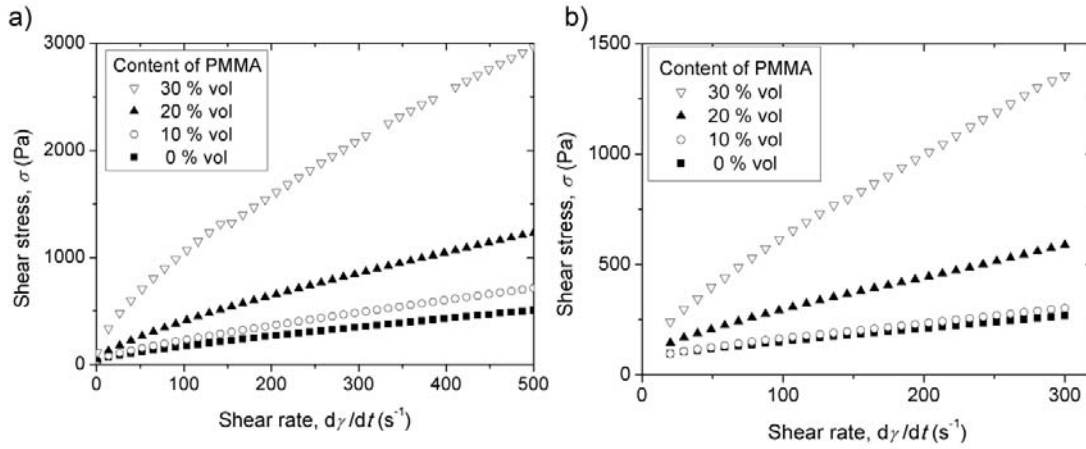 a)
3000
2000
1000
0
Shear stress, σ (Pa)
Content of PMMA
30 % vol
20 % vol
10 % vol
0 % vol
0 100 200 300 400 500
Shear rate, dγ/dt (s⁻¹)
b)
1500
1000
500
0
Shear stress, σ (Pa)
Content of PMMA
30 % vol
20 % vol
10 % vol
0 % vol
0 100 200 300
Shear rate, dγ/dt (s⁻¹)